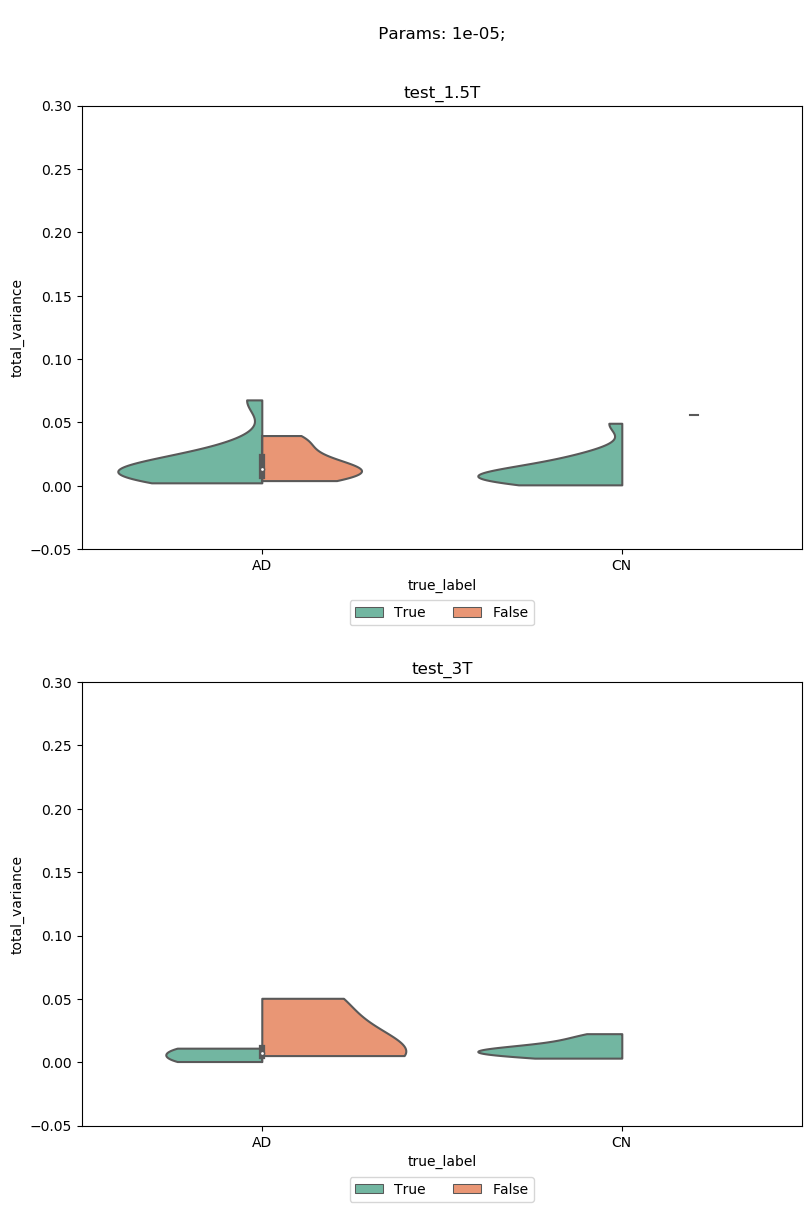 Params: 1e-05;
test_1.5T
0.30
0.25
0.20
0.15
0.10
0.05
0.00
−0.05
total_variance
AD CN
true_label
True False
test_3T
0.30
0.25
0.20
0.15
0.10
0.05
0.00
−0.05
total_variance
AD CN
true_label
True False